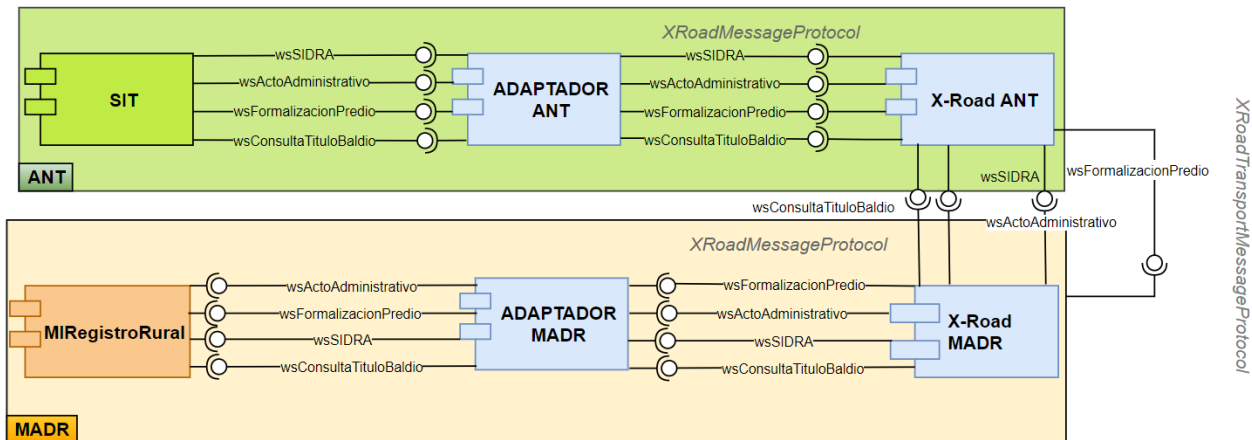 XRoadMessageProtocol
wsSIDRA
wsSIDRA
wsActoAdministrativo
wsActoAdministrativo
SIT
ADAPTADOR
ANT
X-Road ANT
wsFormalizacionPredio
wsFormalizacionPredio
wsConsultaTituloBaldio
wsConsultaTituloBaldio
ANT
wsSIDRA
wsFormalizacionPredio
XRoadTransportMessageProtocol
wsConsultaTituloBaldio
wsActoAdministrativo
XRoadMessageProtocol
wsActoAdministrativo
wsFormalizacionPredio
wsFormalizacionPredio
wsActoAdministrativo
MIRegistroRural
ADAPTADOR
MADR
X-Road
MADR
wsSIDRA
wsSIDRA
wsConsultaTituloBaldio
wsConsultaTituloBaldio
MADR